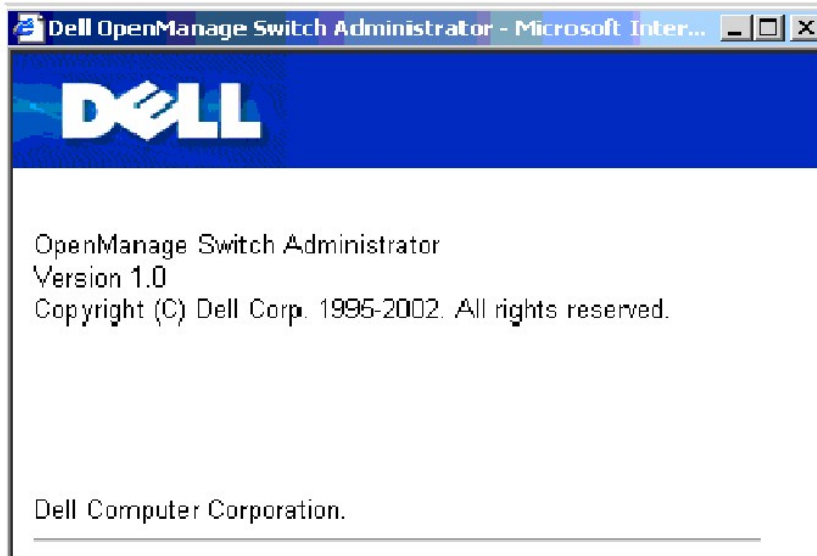 Dell OpenManage Switch Administrator - Microsoft Inter...
DELL
OpenManage Switch Administrator
Version 1.0
Copyright (C) Dell Corp. 1995-2002. All rights reserved.
Dell Computer Corporation.